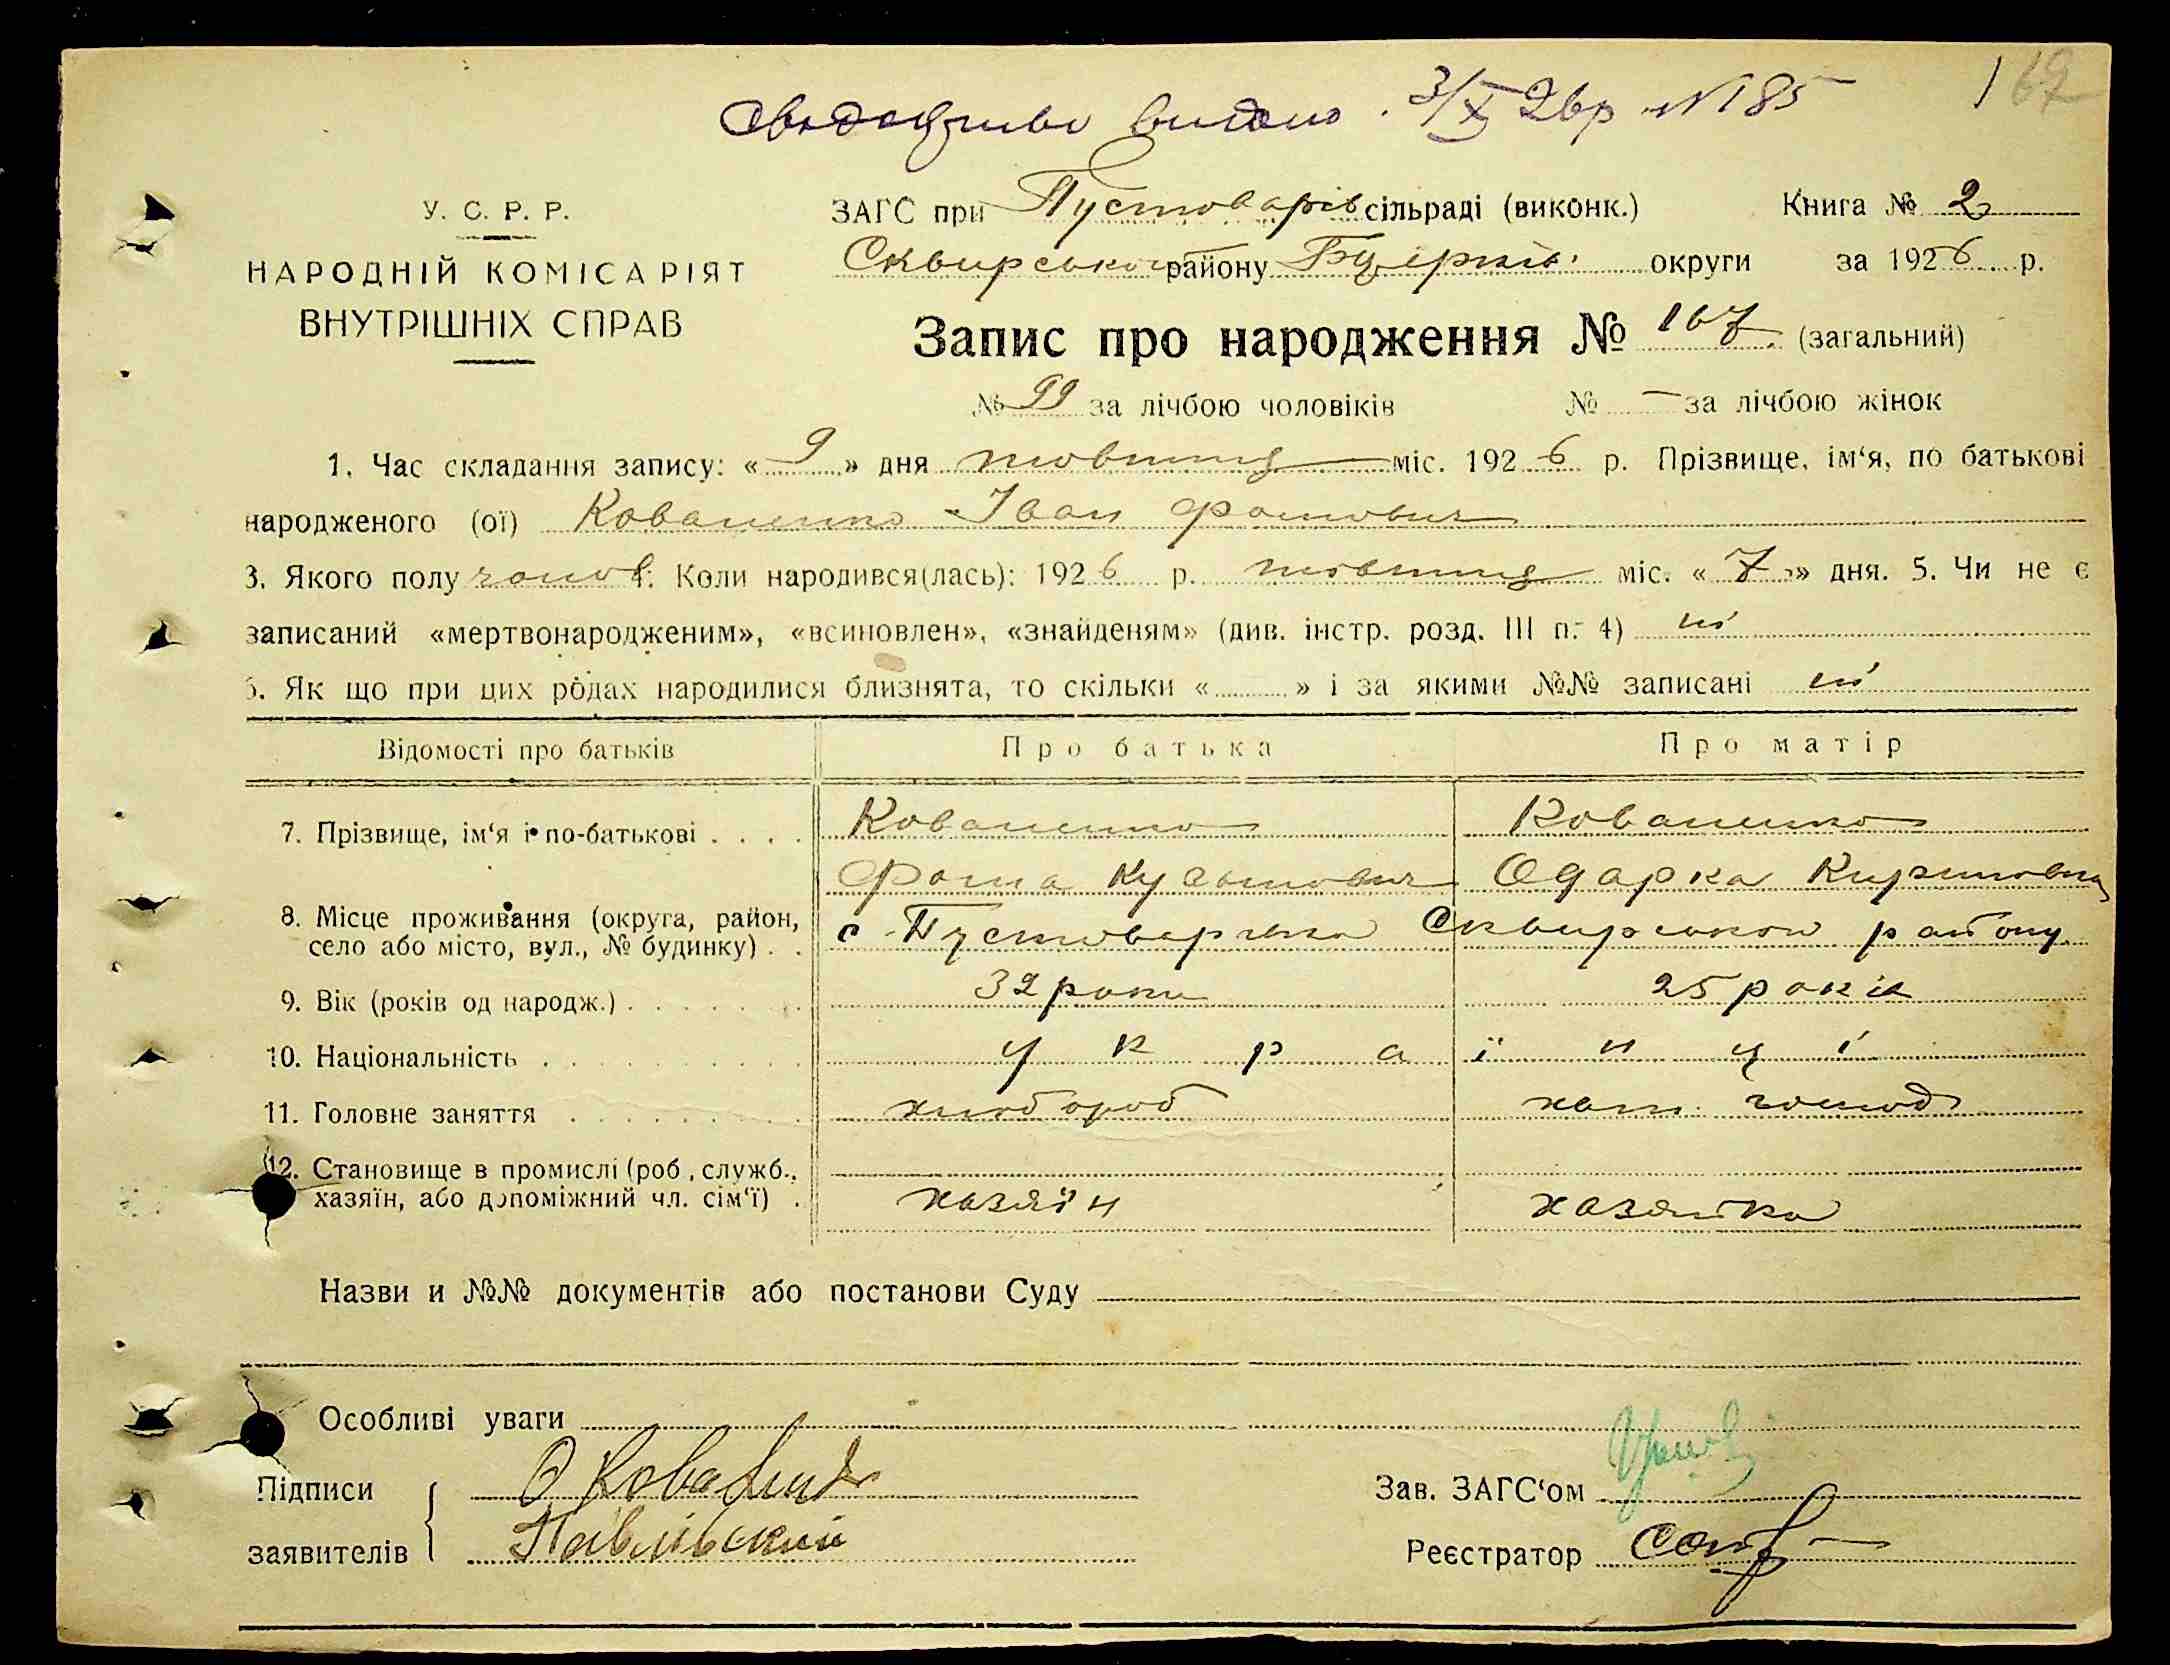 видано 3/X 26р №185
167
У. С. Р. Р.
НАРОДНІЙ КОМІСАРІЯТ
ВНУТРІШНІХ СПРАВ
ЗАГС при Пустоварів сільраді (виконк.) Книга № 2
Сквирського району Бцерків. округи за 1926 р.
Запис про народження № 167. (загальний)
№ 99 за лічбою чоловіків № — за лічбою жінок
1. Час складання запису: « 9 » дня жовтня міс. 1926 р. Прізвище, ім‘я, по батькові
народженого (ої) Коваленко Іван Фомович
3. Якого полу чолов 4. Коли народився(лась): 1926 р. жовтня міс. « 7 » дня. 5. Чи не є
записаний «мертвонародженим», «всиновлен», «знайденям» (див. інстр. розд. III п. 4) ні
6. Як що при цих родах народилися близнята, то скільки « » і за якими №№ записані ні
Відомості про батьків Про батька Про матір
7. Прізвище, ім‘я і по-батькові . . . . Коваленко Коваленко
Фома Кузьмович Одарка Кириловна
8. Місце проживання (округа, район, с Пустоварівка Сквирського району
село або місто, вул., № будинку) . .
9. Вік (років од народж.) . . . . . . . 32 роки 25 років
10. Національність . . . . . . . . . . українці
11. Головне заняття . . . . . . . . . хлібороб хат. господ
12. Становище в промислі (роб, служб.,
хазяїн, або допоміжний чл. сім‘ї) . хазяїн хазяйка
Назви и №№ документів або постанови Суду
Особливі уваги
Підписи Зав. ЗАГС‘ом
заявителів Павлівський Реєстратор